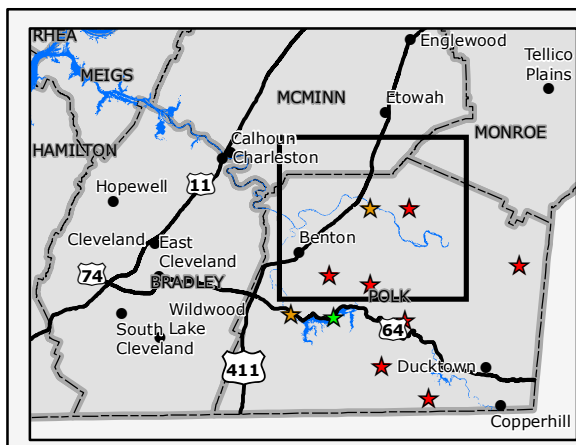 RHEA
Englewood
Tellico
Plains
MEIGS
MCMINN
Etowah
MONROE
Calhoun
Charleston
HAMILTON
11
Hopewell
Cleveland
East
Cleveland
Benton
74
BRADLEY
POLK
Wildwood
Lake
South
Cleveland
64
411
Ducktown
Copperhill